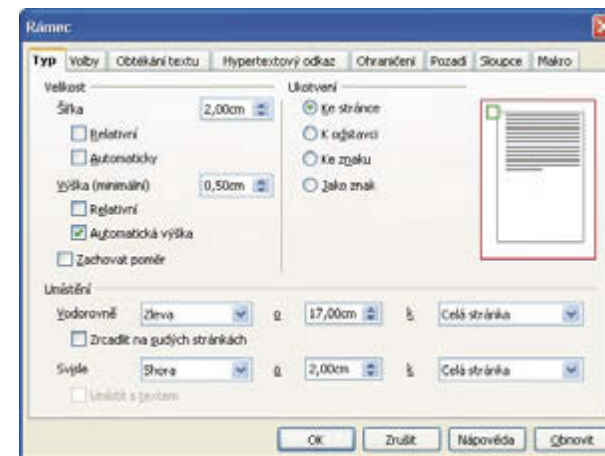 Rámec
Typ Volby Obtékání textu Hypertextový odkaz Ohraničení Pozadí Sloupce Makro
Velikost Ukotvení
Šířka 2,00cm Ke stránce
Relativní K odstavci
Automaticky Ke znaku
Výška (minimální) 0,50cm Jako znak
Relativní
Automatická výška
Zachovat poměr
Umístění
Vodorovně Zleva o 17,00cm k Celá stránka
Zrcadlit na sudých stránkách
Svisle Shora o 2,00cm k Celá stránka
Umístit s textem
OK Zrušit Nápověda Obnovit